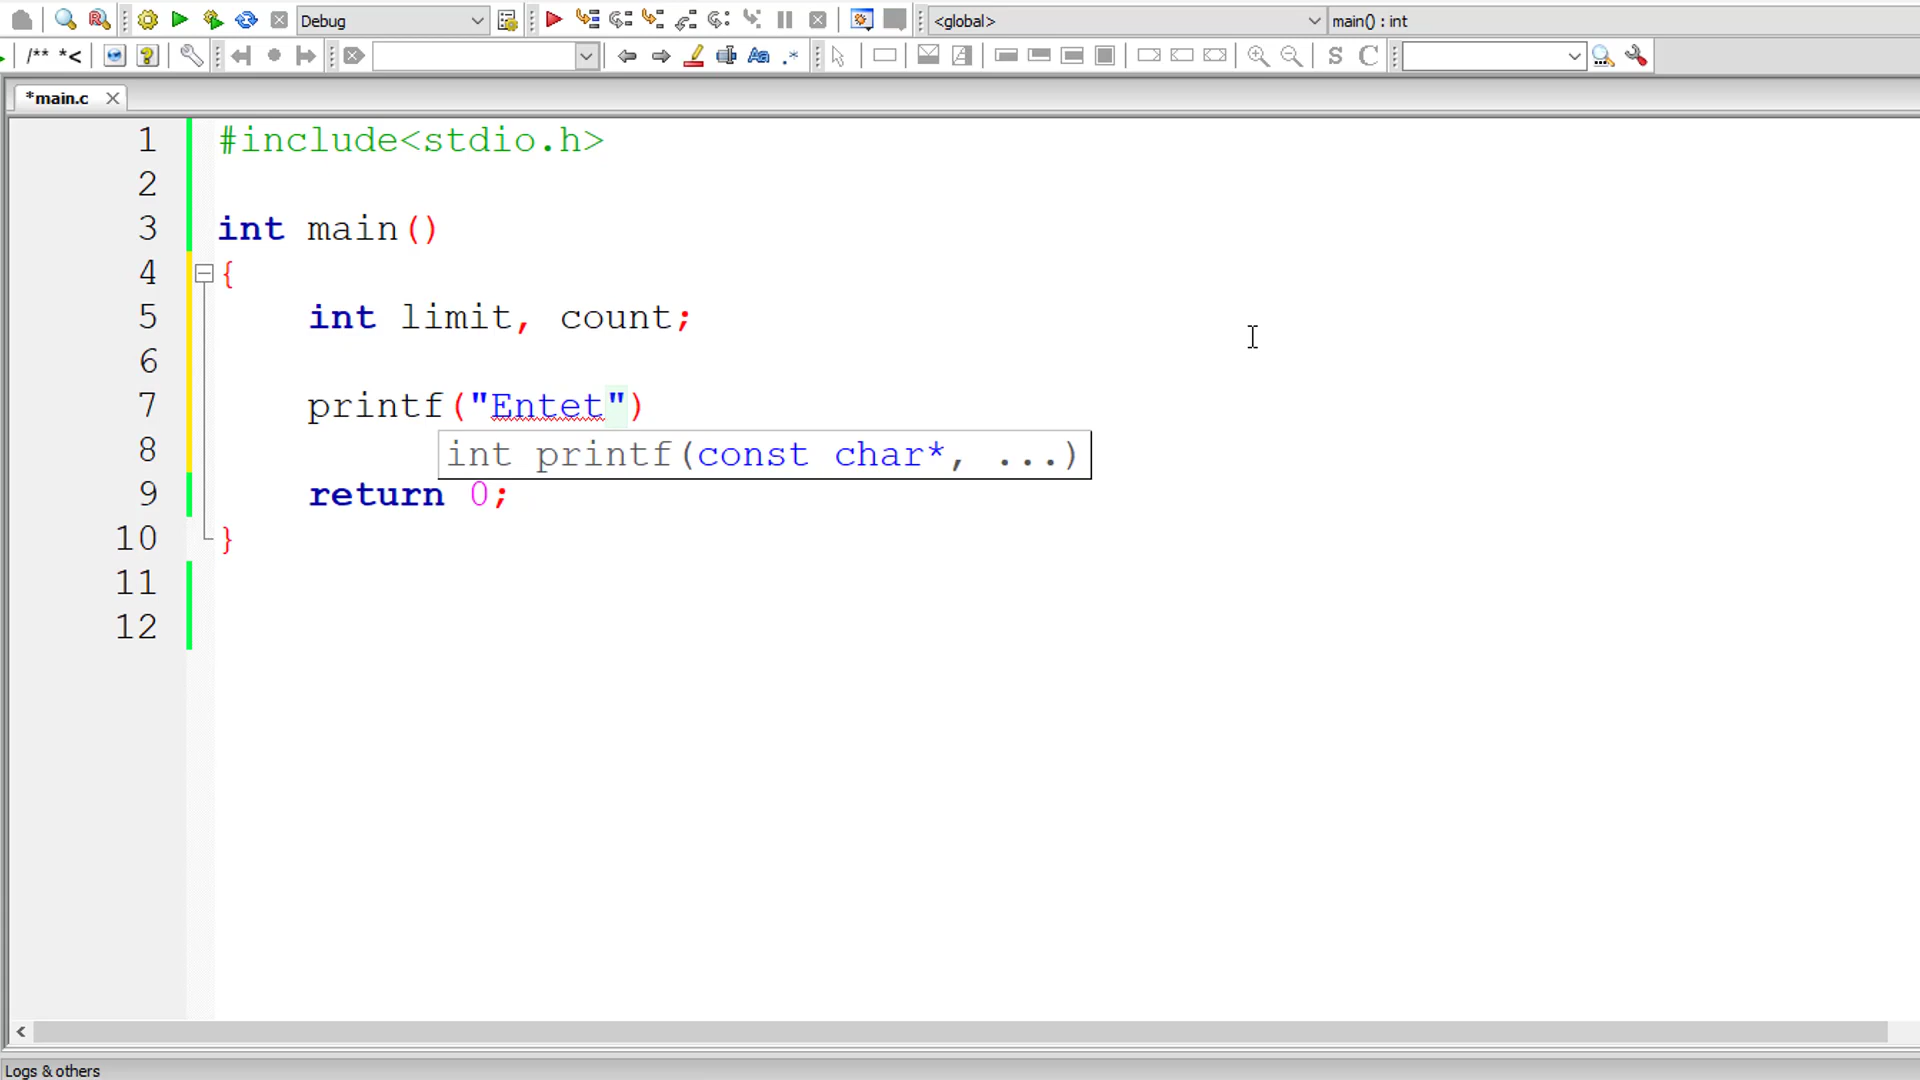 Debug
<global>
main() : int
/** *<
Aa
.*
S
C
*main.c
1 #include<stdio.h>
2
3 int main()
4 {
5 int limit, count;
6
7 printf("Entet")
8 int printf(const char*, ...)
9 return 0;
10 }
11
12
Logs & others